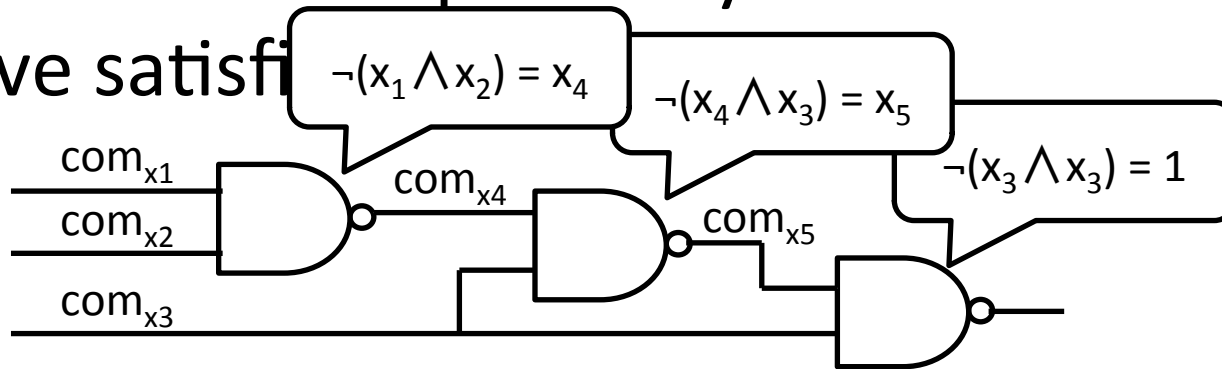 ve satisfi
¬(x₁ ⋀ x₂) = x₄
¬(x₄ ⋀ x₃) = x₅
¬(x₃ ⋀ x₃) = 1
comₓ₁
comₓ₄
comₓ₂
comₓ₅
comₓ₃